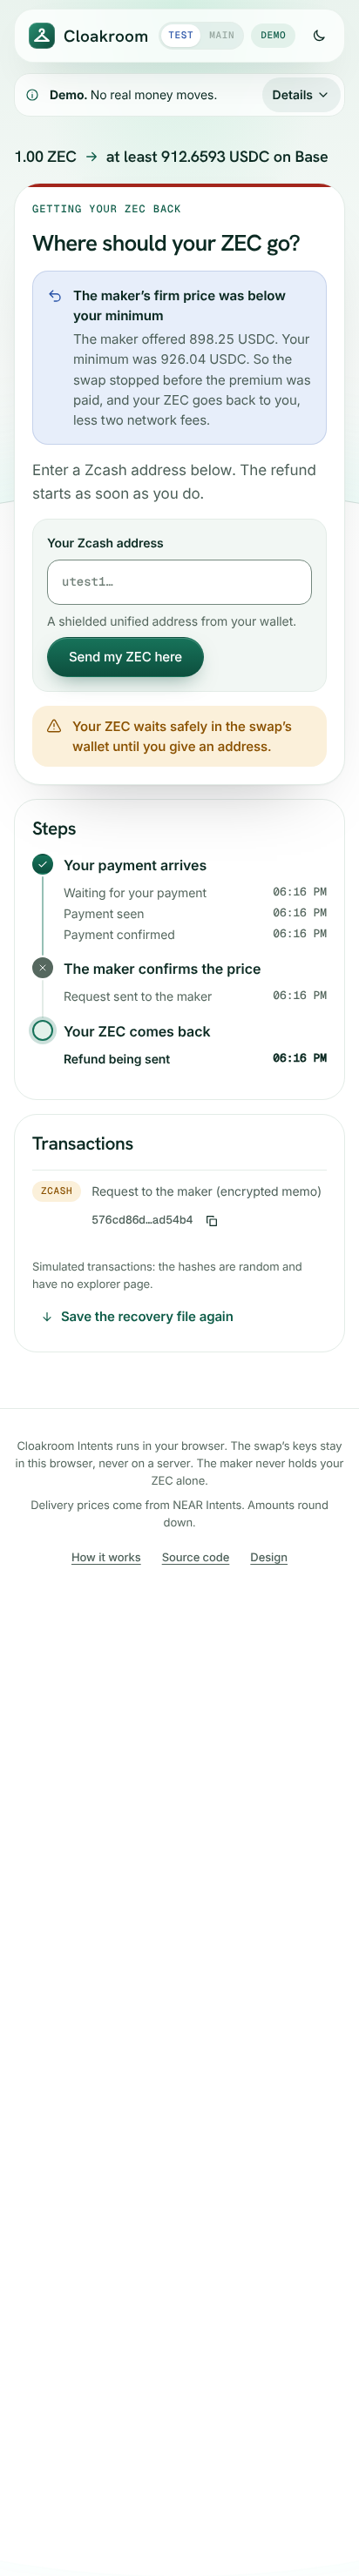 Cloakroom TEST MAIN DEMO
Demo. No real money moves. Details
1.00 ZEC → at least 912.6593 USDC on Base
GETTING YOUR ZEC BACK
Where should your ZEC go?
The maker’s firm price was below
your minimum
The maker offered 898.25 USDC. Your
minimum was 926.04 USDC. So the
swap stopped before the premium was
paid, and your ZEC goes back to you,
less two network fees.
Enter a Zcash address below. The refund
starts as soon as you do.
Your Zcash address
utest1…
A shielded unified address from your wallet.
Send my ZEC here
Your ZEC waits safely in the swap’s
wallet until you give an address.
Steps
Your payment arrives
Waiting for your payment 06:16 PM
Payment seen 06:16 PM
Payment confirmed 06:16 PM
The maker confirms the price
Request sent to the maker 06:16 PM
Your ZEC comes back
Refund being sent 06:16 PM
Transactions
ZCASH Request to the maker (encrypted memo)
576cd86d…ad54b4
Simulated transactions: the hashes are random and
have no explorer page.
↓ Save the recovery file again
Cloakroom Intents runs in your browser. The swap’s keys stay
in this browser, never on a server. The maker never holds your
ZEC alone.
Delivery prices come from NEAR Intents. Amounts round
down.
How it works Source code Design